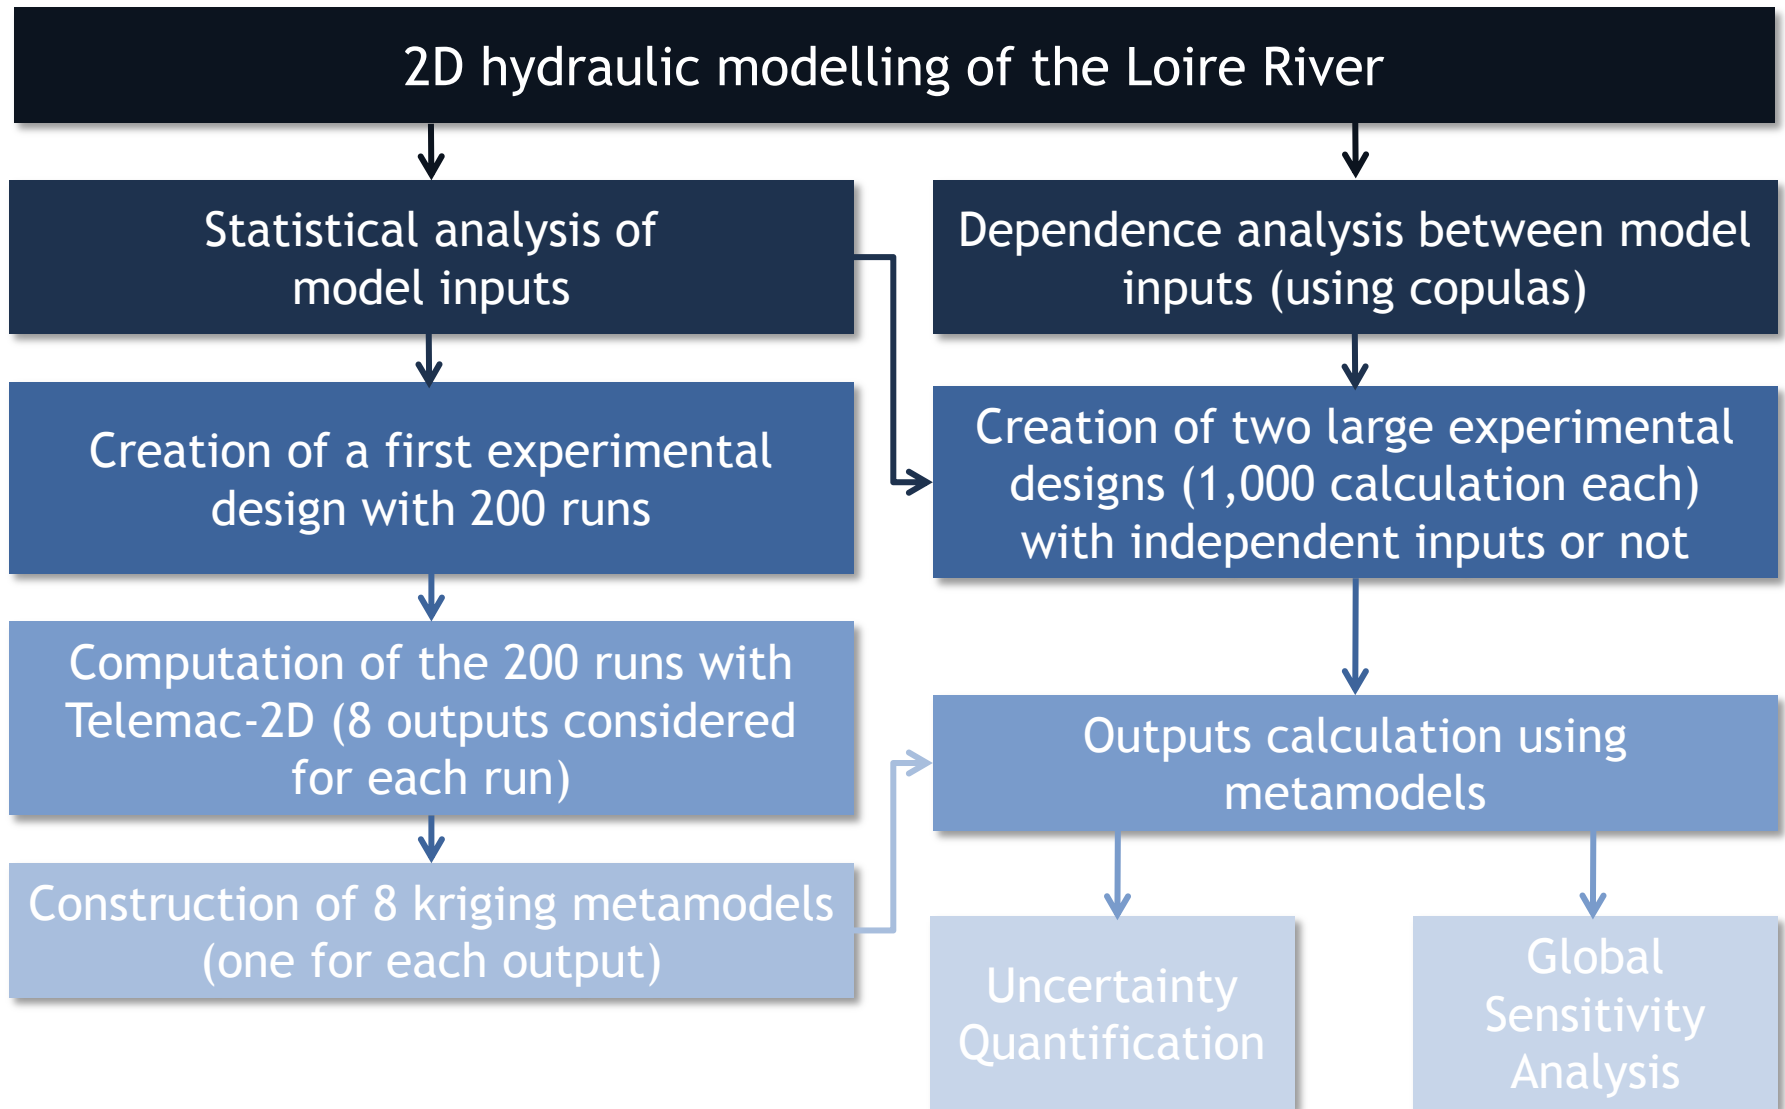 2D hydraulic modelling of the Loire River
Statistical analysis of
model inputs
Dependence analysis between model
inputs (using copulas)
Creation of a first experimental
design with 200 runs
Creation of two large experimental
designs (1,000 calculation each)
with independent inputs or not
Computation of the 200 runs with
Telemac-2D (8 outputs considered
for each run)
Outputs calculation using
metamodels
Construction of 8 kriging metamodels
(one for each output)
Uncertainty
Quantification
Global
Sensitivity
Analysis